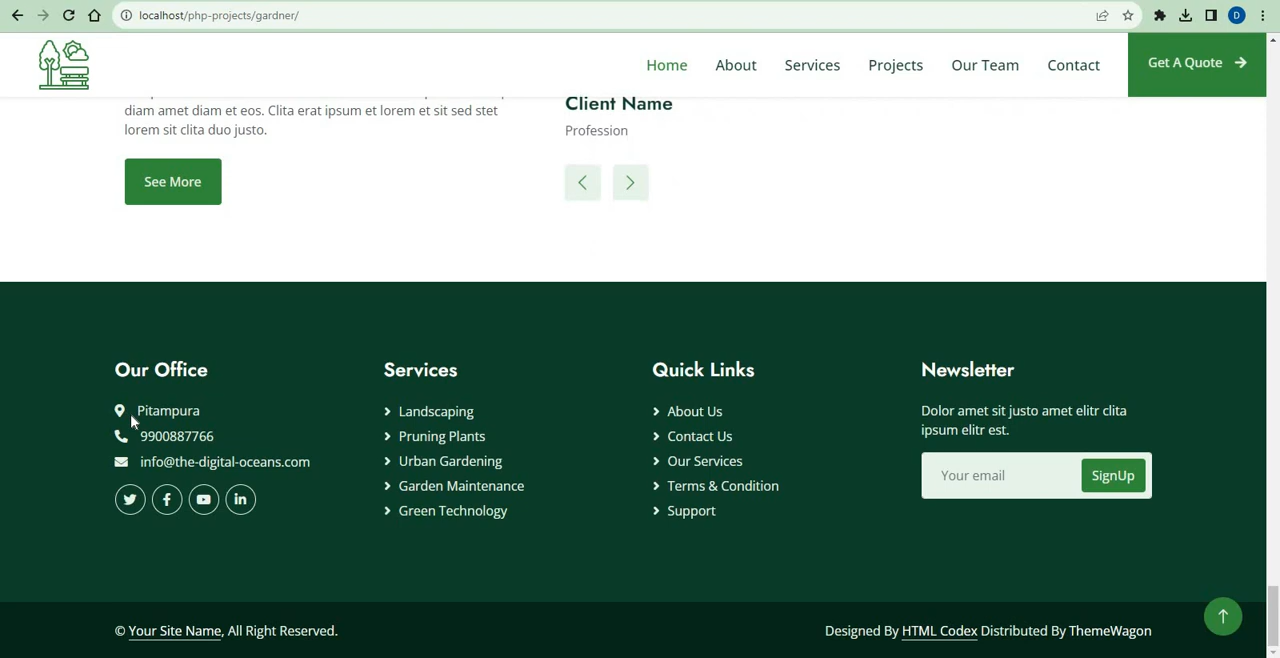 localhost/php-projects/gardner/
D
Home About Services Projects Our Team Contact Get A Quote
diam amet diam et eos. Clita erat ipsum et lorem et sit sed stet
lorem sit clita duo justo.
See More
Client Name
Profession
Our Office
Pitampura
9900887766
info@the-digital-oceans.com
Services
Landscaping
Pruning Plants
Urban Gardening
Garden Maintenance
Green Technology
Quick Links
About Us
Contact Us
Our Services
Terms & Condition
Support
Newsletter
Dolor amet sit justo amet elitr clita
ipsum elitr est.
Your email SignUp
© Your Site Name, All Right Reserved.
Designed By HTML Codex Distributed By ThemeWagon